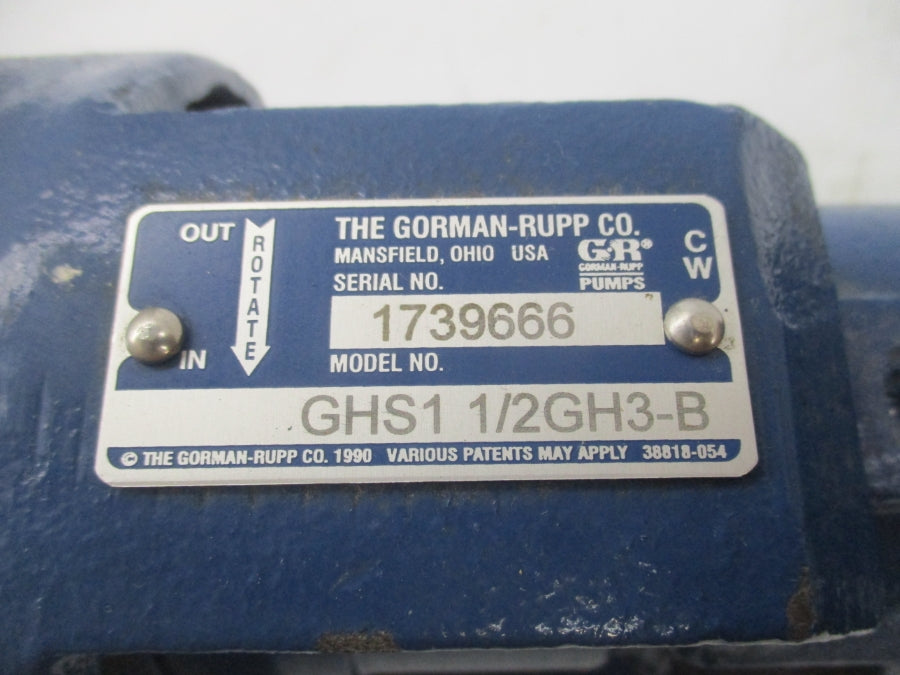 OUT
ROTATE
IN
THE GORMAN-RUPP CO.
MANSFIELD, OHIO USA
G-R®
GORMAN-RUPP
PUMPS
CW
SERIAL NO.
1739666
MODEL NO.
GHS1 1/2GH3-B
© THE GORMAN-RUPP CO. 1990 VARIOUS PATENTS MAY APPLY 38818-054